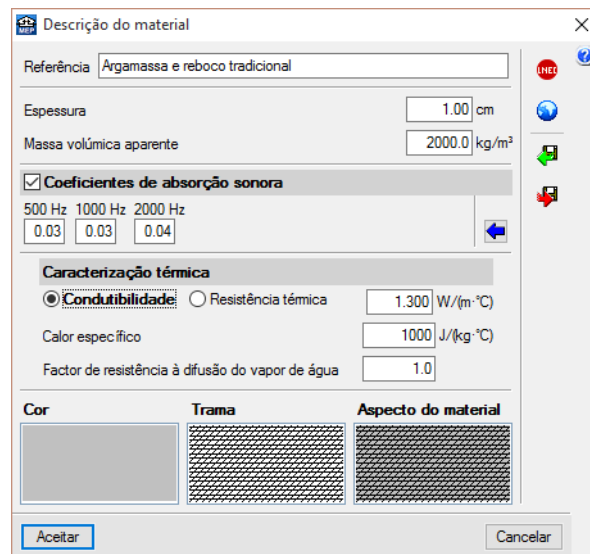 MEP Descrição do material
Referência Argamassa e reboco tradicional
LNEC
Espessura 1.00 cm
Massa volúmica aparente 2000.0 kg/m³
Coeficientes de absorção sonora
500 Hz 1000 Hz 2000 Hz
0.03 0.03 0.04
Caracterização térmica
Condutibilidade Resistência térmica 1.300 W/(m·°C)
Calor específico 1000 J/(kg·°C)
Factor de resistência à difusão do vapor de água 1.0
Cor Trama Aspecto do material
Aceitar Cancelar